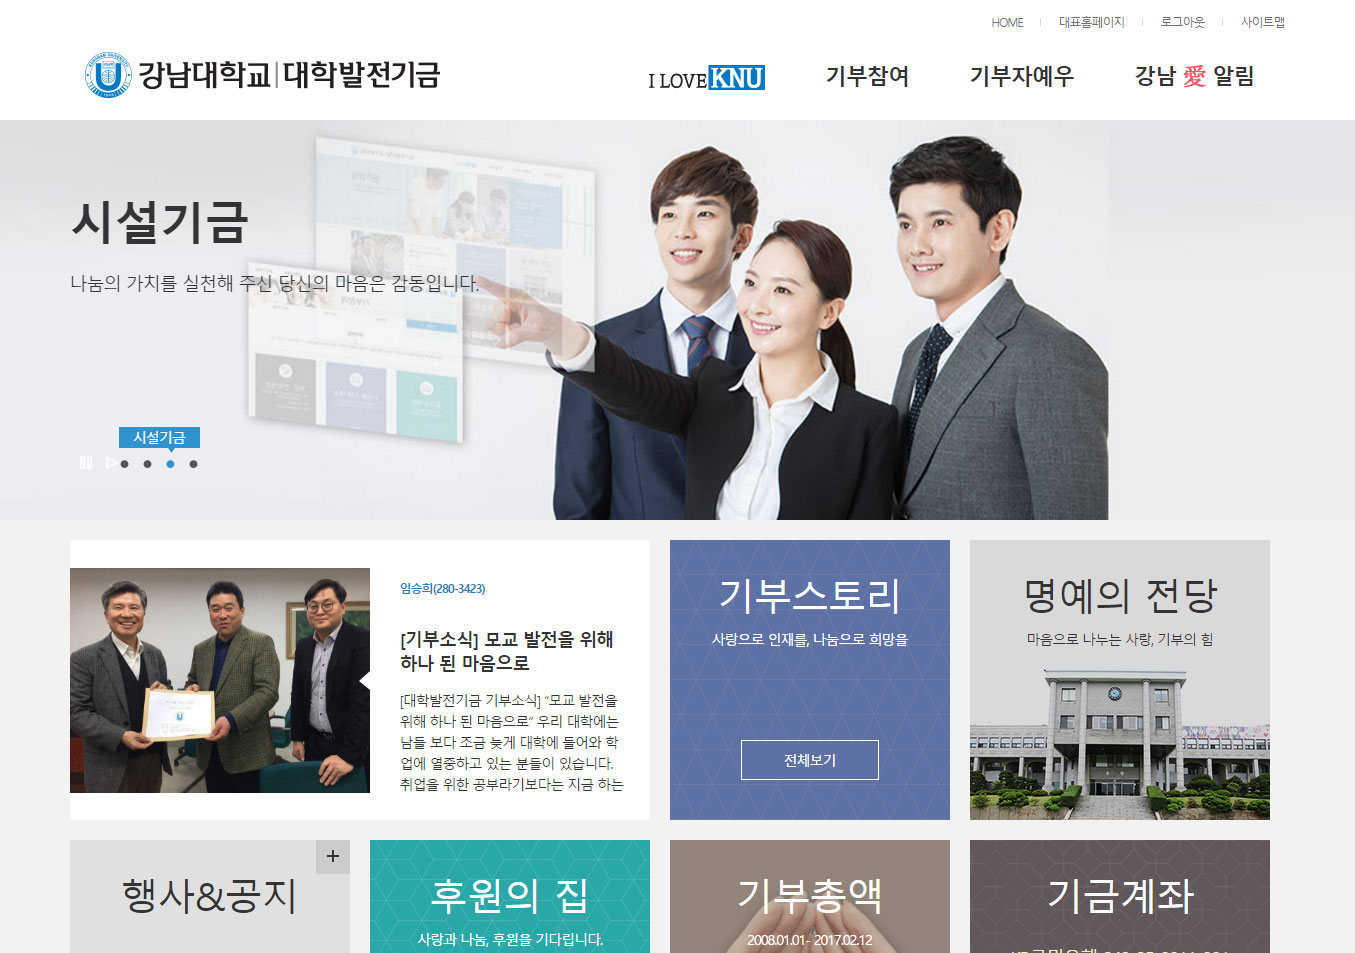 HOME
대표홈페이지
로그아웃
사이트맵
강남대학교|대학발전기금
I LOVE KNU
기부참여
기부자예우
강남 愛 알림
시설기금
나눔의 가치를 실천해 주신 당신의 마음은 감동입니다.
시설기금
임승희(280-3423)
[기부소식] 모교 발전을 위해
하나 된 마음으로
[대학발전기금 기부소식] “모교 발전을
위해 하나 된 마음으로” 우리 대학에는
남들 보다 조금 늦게 대학에 들어와 학
업에 열중하고 있는 분들이 있습니다.
취업을 위한 공부라기보다는 지금 하는
기부스토리
사랑으로 인재를, 나눔으로 희망을
전체보기
명예의 전당
마음으로 나누는 사랑, 기부의 힘
행사&공지
+
후원의 집
사랑과 나눔, 후원을 기다립니다.
기부총액
2008.01.01- 2017.02.12
기금계좌